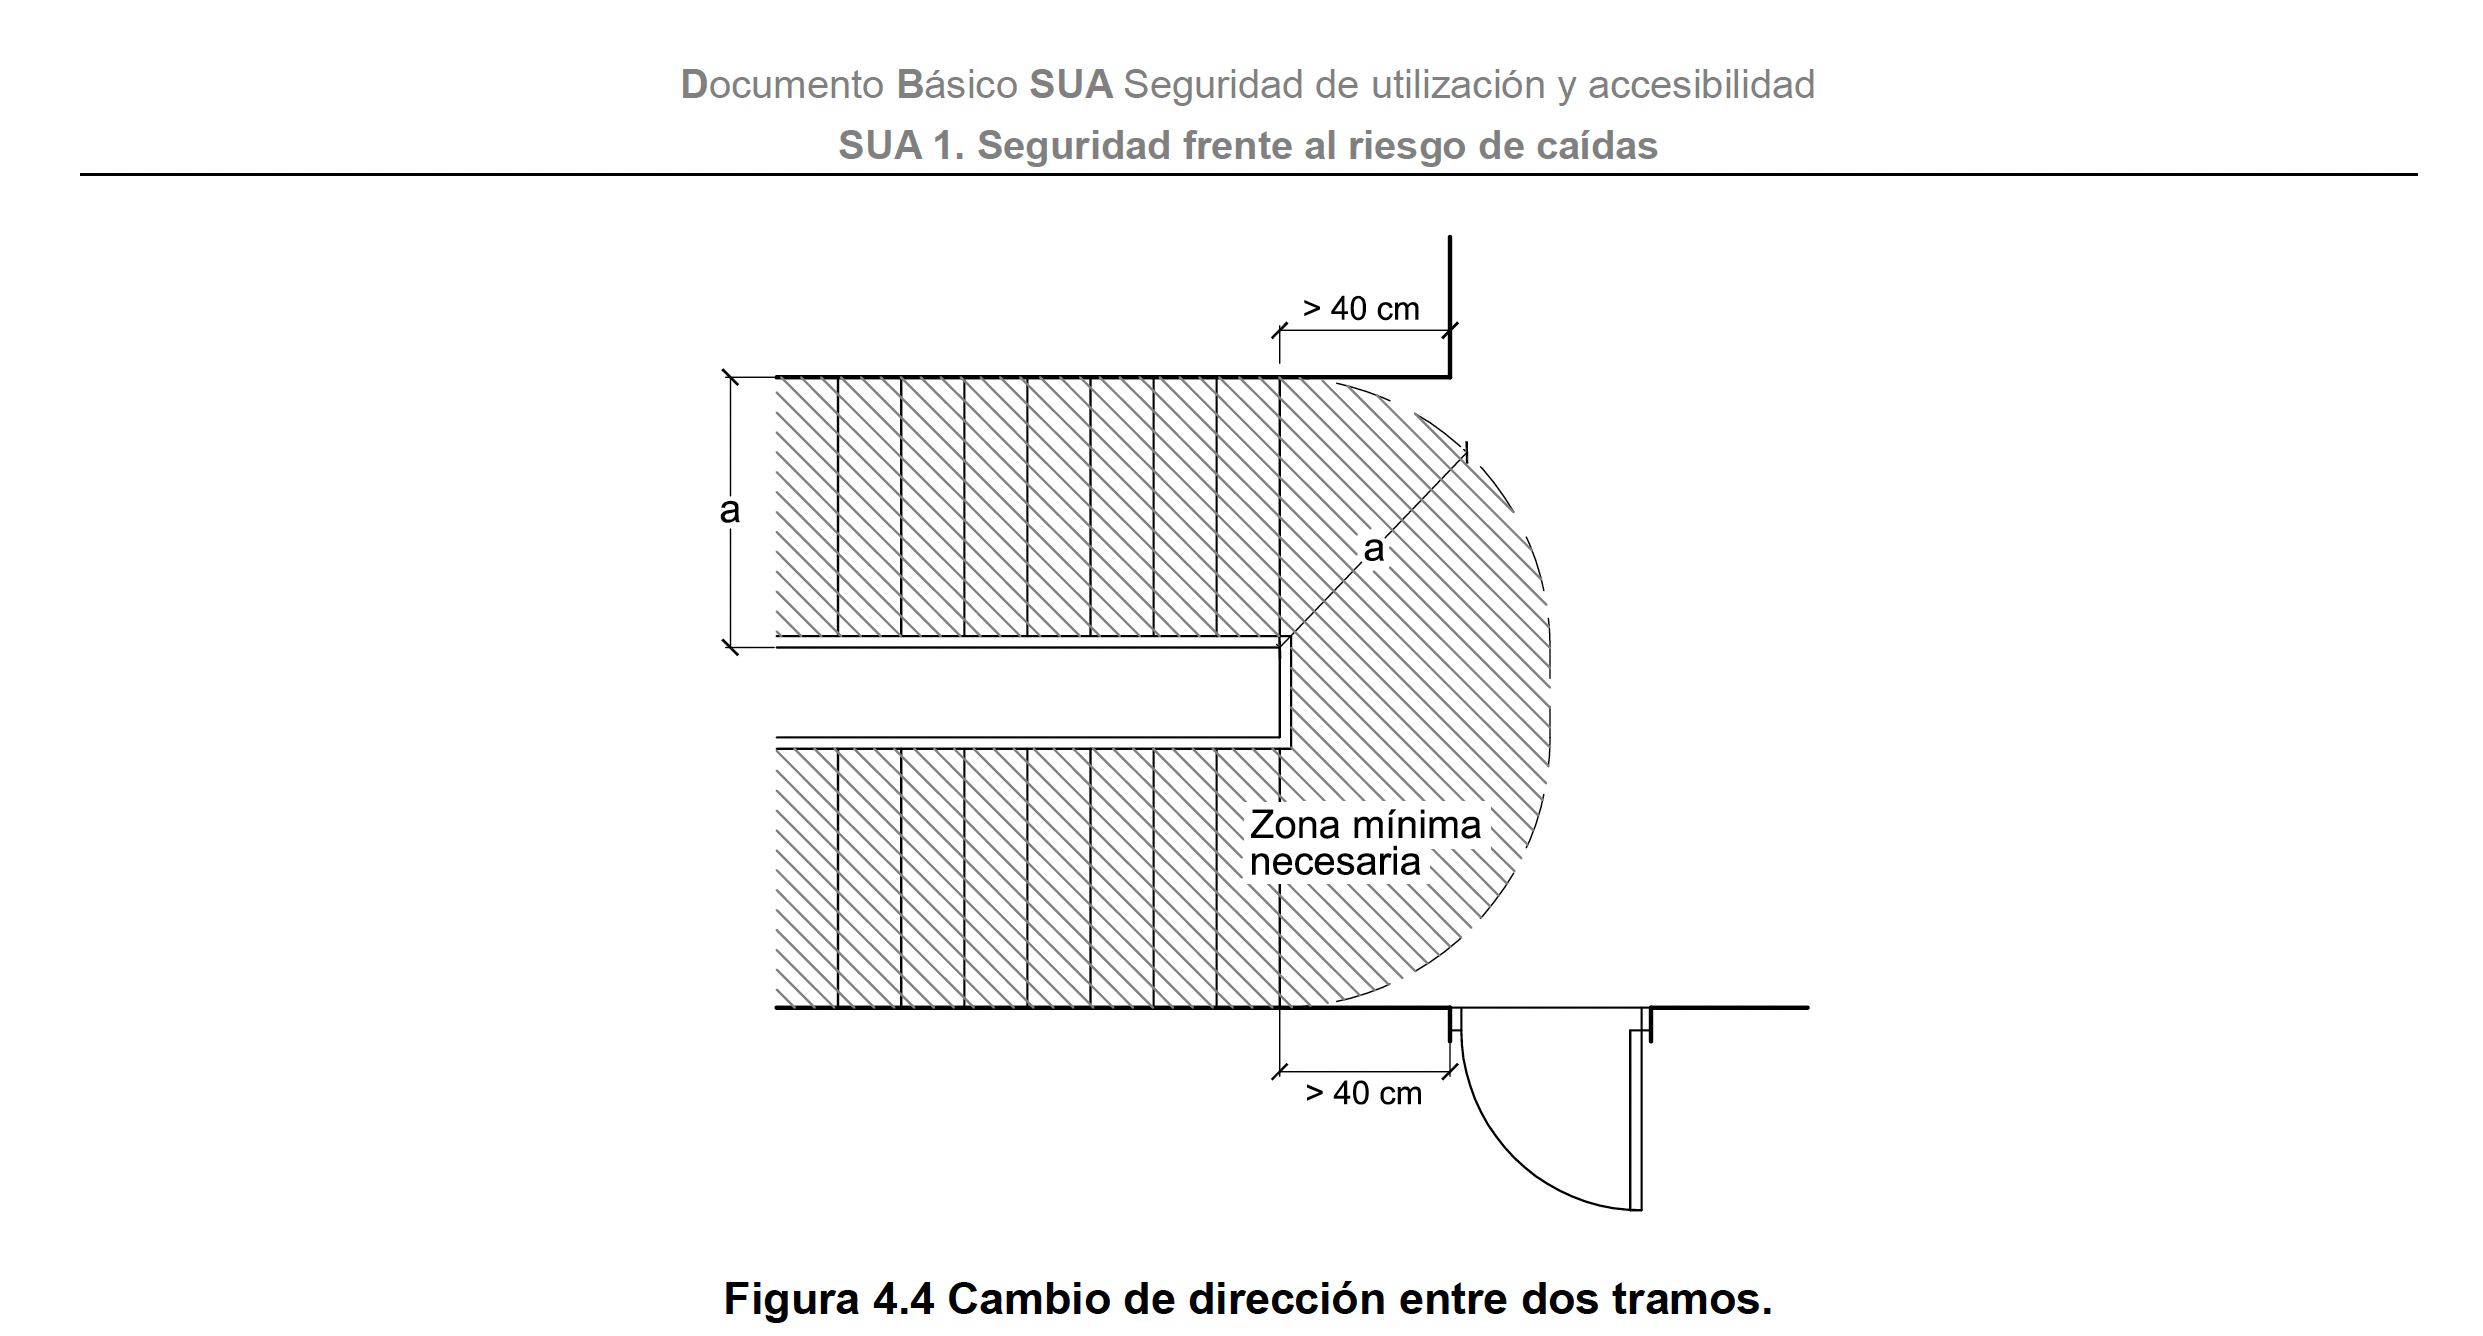 Documento Básico SUA Seguridad de utilización y accesibilidad
SUA 1. Seguridad frente al riesgo de caídas
> 40 cm
a
a
Zona mínima
necesaria
> 40 cm
Figura 4.4 Cambio de dirección entre dos tramos.